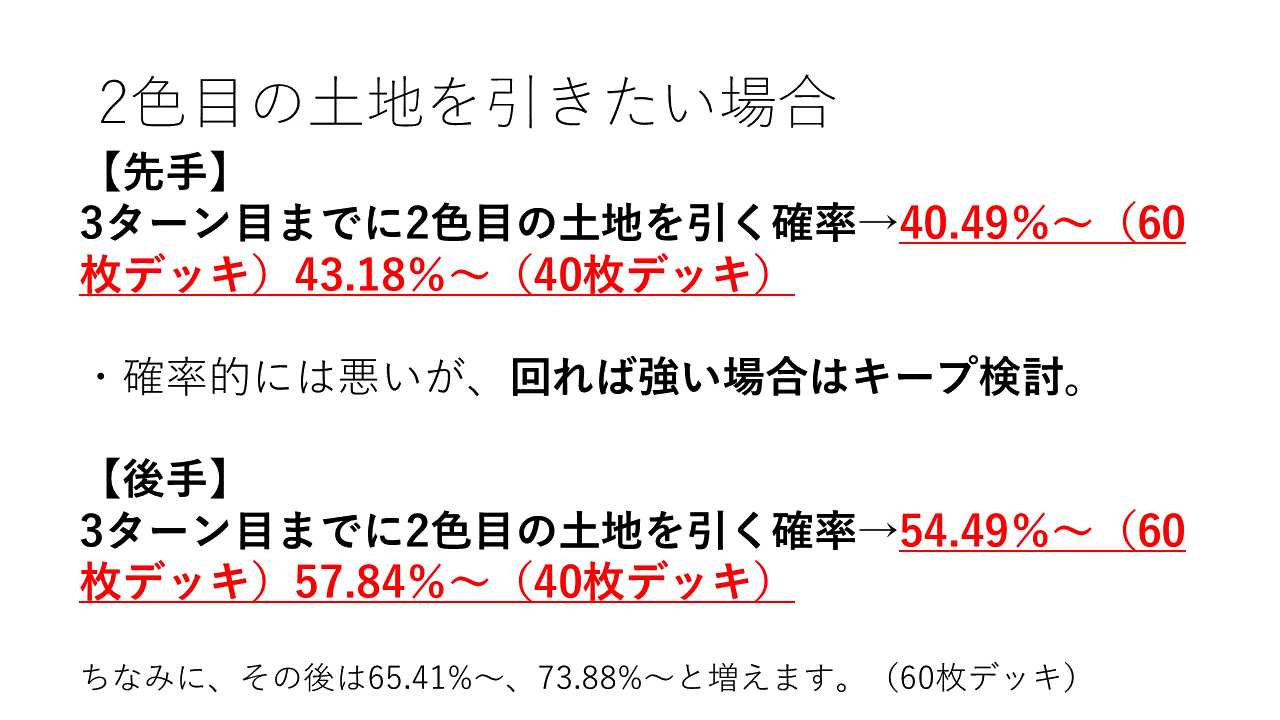 2色目の土地を引きたい場合
【先手】
3ターン目までに2色目の土地を引く確率→40.49%～（60
枚デッキ）43.18%～（40枚デッキ）
・確率的には悪いが、回れば強い場合はキープ検討。
【後手】
3ターン目までに2色目の土地を引く確率→54.49%～（60
枚デッキ）57.84%～（40枚デッキ）
ちなみに、その後は65.41%～、73.88%～と増えます。（60枚デッキ）